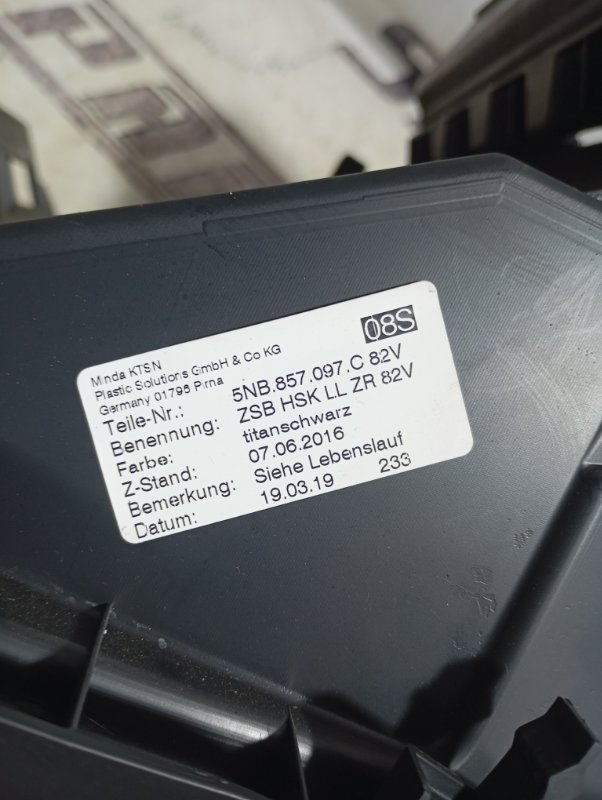 08S
Minda KTSN
Plastic Solutions GmbH & Co KG
Germany 01796 Pirna
Teile-Nr.: 5NB.857.097.C 82V
Benennung: ZSB HSK LL ZR 82V
Farbe: titanschwarz
Z-Stand: 07.06.2016
Bemerkung: Siehe Lebenslauf
Datum: 19.03.19 233